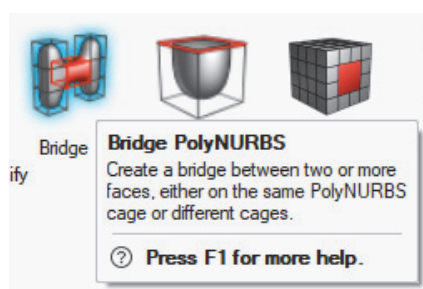 Bridge
ify
Bridge PolyNURBS
Create a bridge between two or more
faces, either on the same PolyNURBS
cage or different cages.
Press F1 for more help.